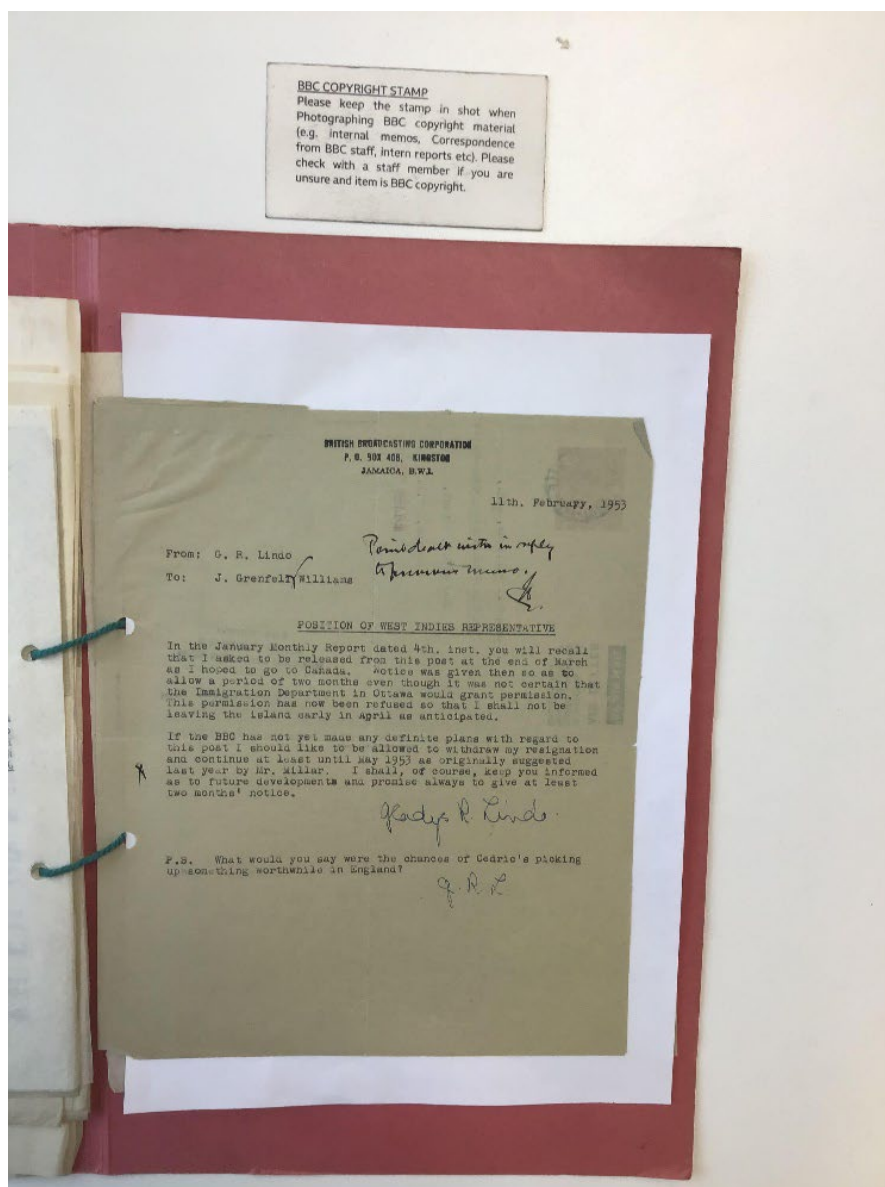 BBC COPYRIGHT STAMP
Please keep the stamp in shot when
Photographing BBC copyright material
(e.g. internal memos, Correspondence
from BBC staff, intern reports etc). Please
check with a staff member if you are
unsure and item is BBC copyright.
BRITISH BROADCASTING CORPORATION
P. O. BOX 408, KINGSTON
JAMAICA, B.W.I.
11th. February, 1953
From: G. R. Lindo
To: J. Grenfell Williams
Point dealt with in reply
to previous memo.
POSITION OF WEST INDIES REPRESENTATIVE
In the January Monthly Report dated 4th. inst. you will recall
that I asked to be released from this post at the end of March
as I hoped to go to Canada. Notice was given then so as to
allow a period of two months even though it was not certain that
the Immigration Department in Ottawa would grant permission.
This permission has now been refused so that I shall not be
leaving the island early in April as anticipated.
If the BBC has not yet made any definite plans with regard to
this post I should like to be allowed to withdraw my resignation
and continue at least until May 1953 as originally suggested
last year by Mr. Millar. I shall, of course, keep you informed
as to future developments and promise always to give at least
two months' notice.
Gladys R. Lindo.
P.S. What would you say were the chances of Cedric's picking
up something worthwhile in England?
G. R. L